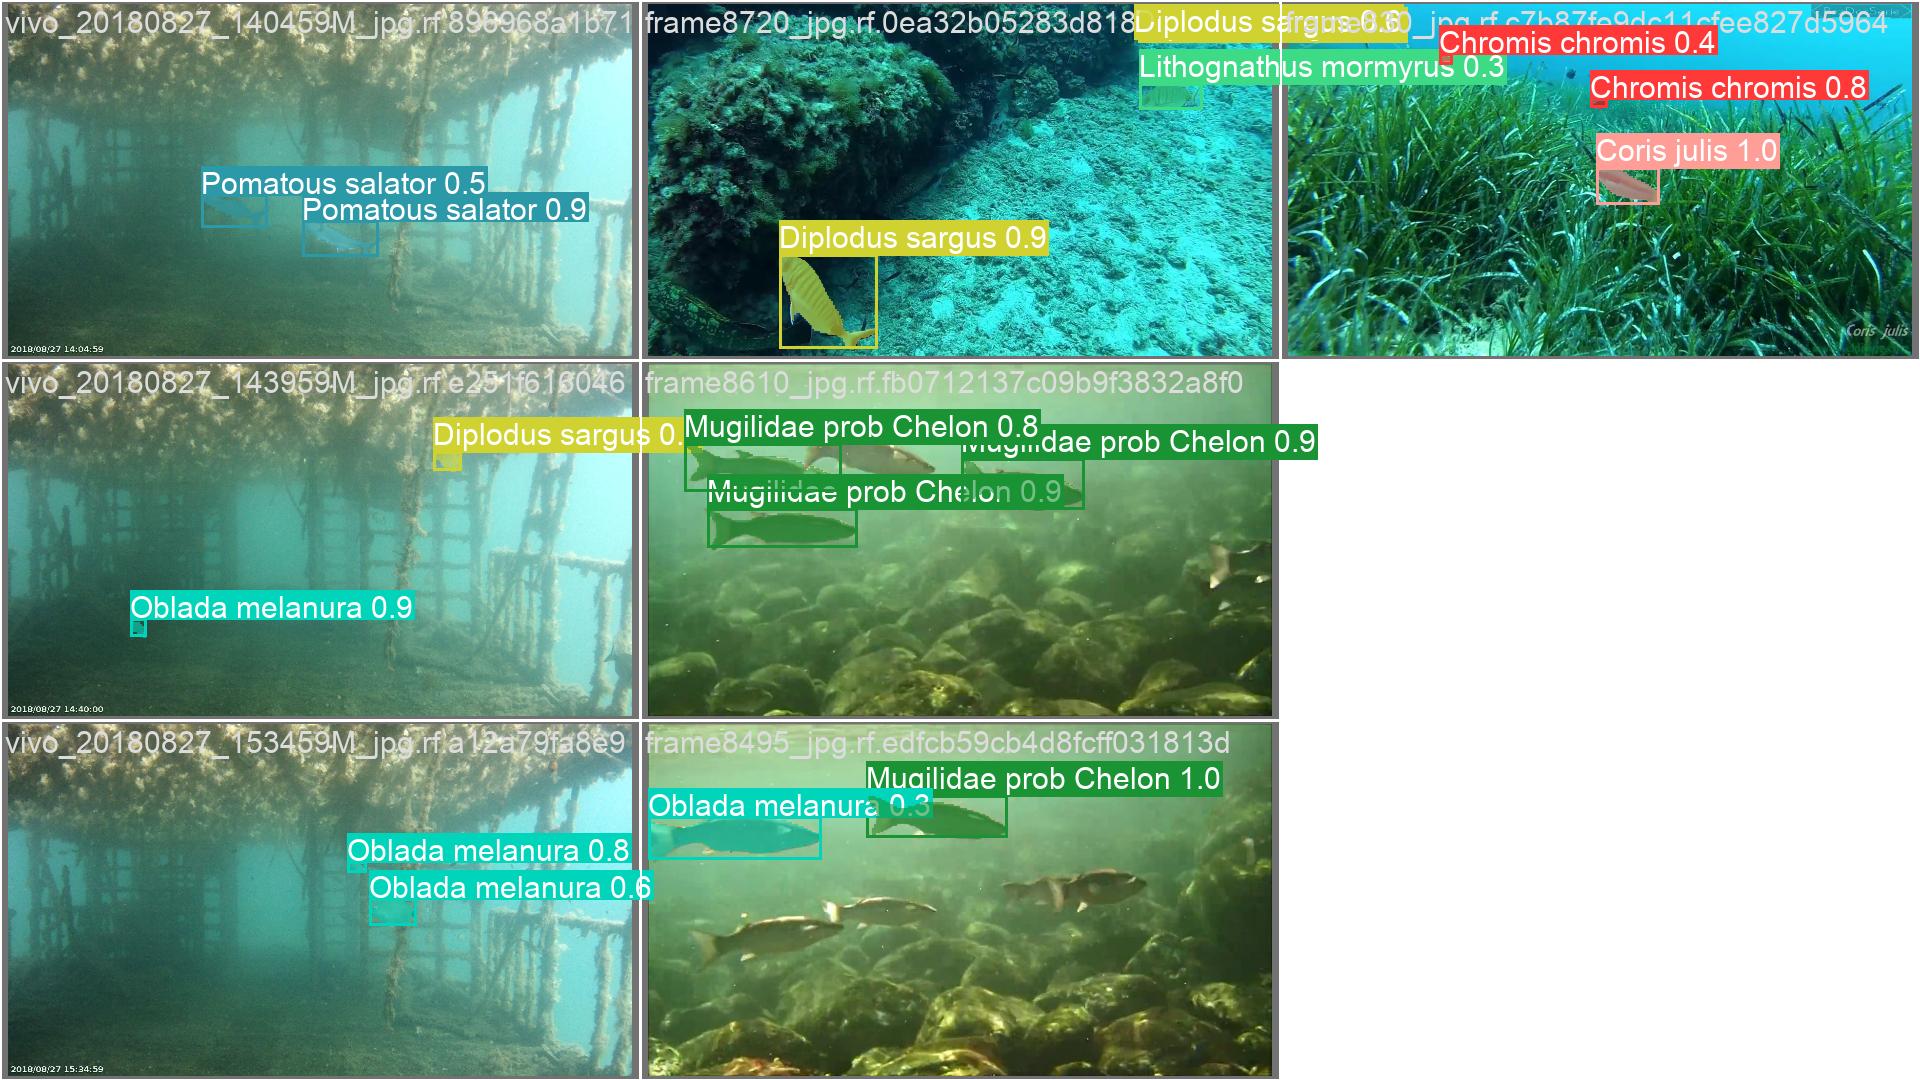 vivo_20180827_140459M_jpg.rf.896968a1b71
Pomatous salator 0.5
Pomatous salator 0.9
2018/08/27 14:04:59
frame8720_jpg.rf.0ea32b05283d818
Diplodus sargus 0.6
Lithognathus mormyrus 0.3
Diplodus sargus 0.9
frame830_jpg.rf.c7b87fe9dc11cfee827d5964
Chromis chromis 0.4
Chromis chromis 0.8
Coris julis 1.0
Coris julis
vivo_20180827_143959M_jpg.rf.e251f616046
Diplodus sargus 0.
Oblada melanura 0.9
2018/08/27 14:40:00
frame8610_jpg.rf.fb0712137c09b9f3832a8f0
Mugilidae prob Chelon 0.8
Mugilidae prob Chelon 0.9
Mugilidae prob Chelon 0.9
vivo_20180827_153459M_jpg.rf.a12a79fa8e9
Oblada melanura 0.8
Oblada melanura 0.6
2018/08/27 15:34:59
frame8495_jpg.rf.edfcb59cb4d8fcff031813d
Mugilidae prob Chelon 1.0
Oblada melanura 0.3